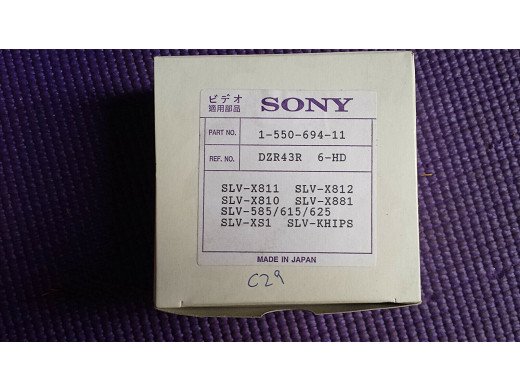 ビデオ
適用部品
SONY
PART NO. 1-550-694-11
REF. NO. DZR43R 6-HD
SLV-X811 SLV-X812
SLV-X810 SLV-X881
SLV-585/615/625
SLV-XS1 SLV-KHIPS
MADE IN JAPAN
C29